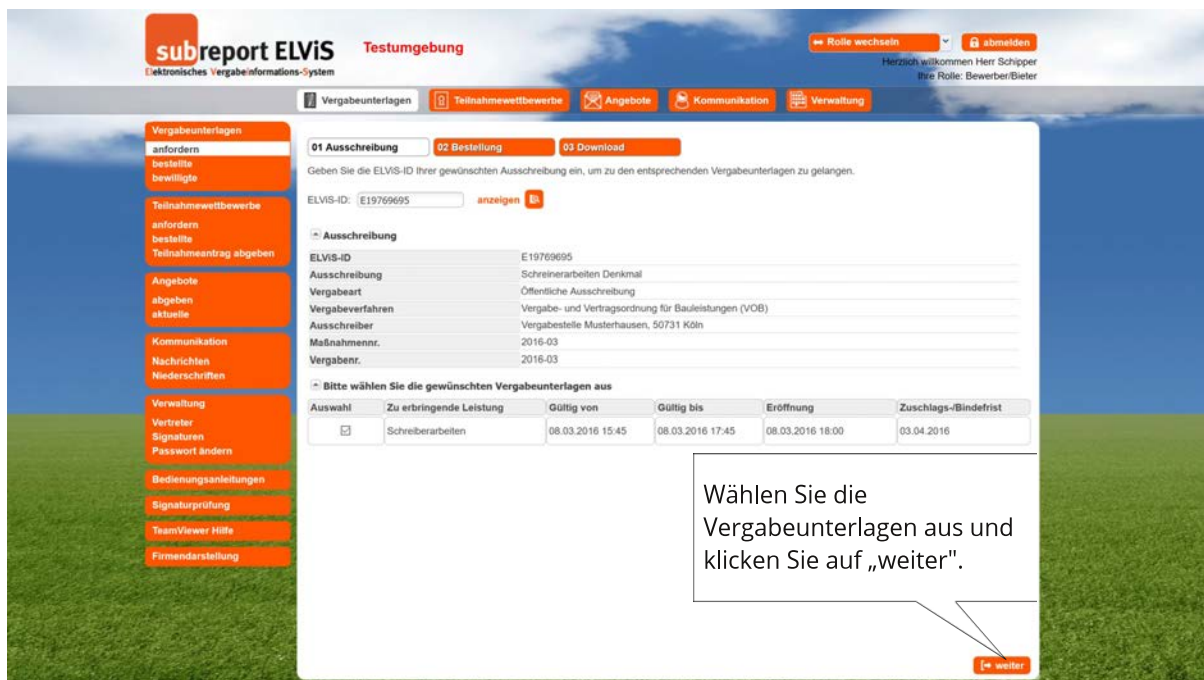 subreport ELViS
Elektronisches Vergabeinformations-System
Testumgebung
Rolle wechseln
abmelden
Herzlich willkommen Herr Schipper
Ihre Rolle: Bewerber/Bieter
Vergabeunterlagen Teilnahmewettbewerbe Angebote Kommunikation Verwaltung
Vergabeunterlagen
anfordern
bestellte
bewilligte
Teilnahmewettbewerbe
anfordern
bestellte
Teilnahmeantrag abgeben
Angebote
abgeben
aktuelle
Kommunikation
Nachrichten
Niederschriften
Verwaltung
Vertreter
Signaturen
Passwort ändern
Bedienungsanleitungen
Signaturprüfung
TeamViewer Hilfe
Firmendarstellung
01 Ausschreibung 02 Bestellung 03 Download
Geben Sie die ELViS-ID Ihrer gewünschten Ausschreibung ein, um zu den entsprechenden Vergabeunterlagen zu gelangen.
ELViS-ID: E19769695 anzeigen
Ausschreibung
ELViS-ID E19769695
Ausschreibung Schreinerarbeiten Denkmal
Vergabeart Öffentliche Ausschreibung
Vergabeverfahren Vergabe- und Vertragsordnung für Bauleistungen (VOB)
Ausschreiber Vergabestelle Musterhausen, 50731 Köln
Maßnahmennr. 2016-03
Vergabenr. 2016-03
Bitte wählen Sie die gewünschten Vergabeunterlagen aus
Auswahl Zu erbringende Leistung Gültig von Gültig bis Eröffnung Zuschlags-/Bindefrist
Schreiberarbeiten 08.03.2016 15:45 08.03.2016 17:45 08.03.2016 18:00 03.04.2016
Wählen Sie die
Vergabeunterlagen aus und
klicken Sie auf „weiter".
weiter